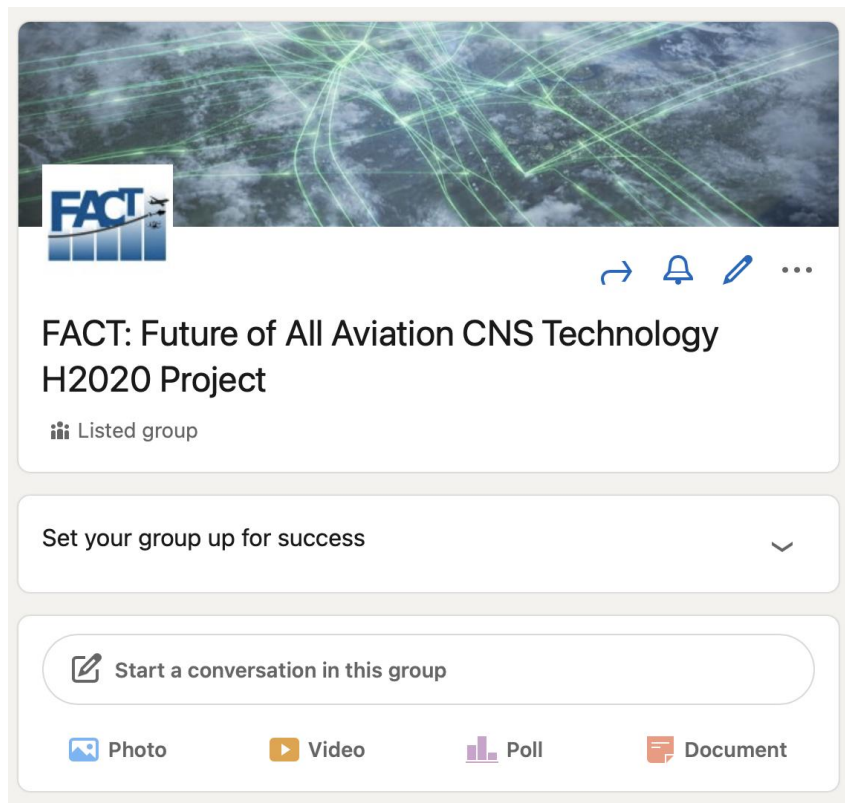 FACT
FACT: Future of All Aviation CNS Technology
H2020 Project
Listed group
Set your group up for success
Start a conversation in this group
Photo
Video
Poll
Document